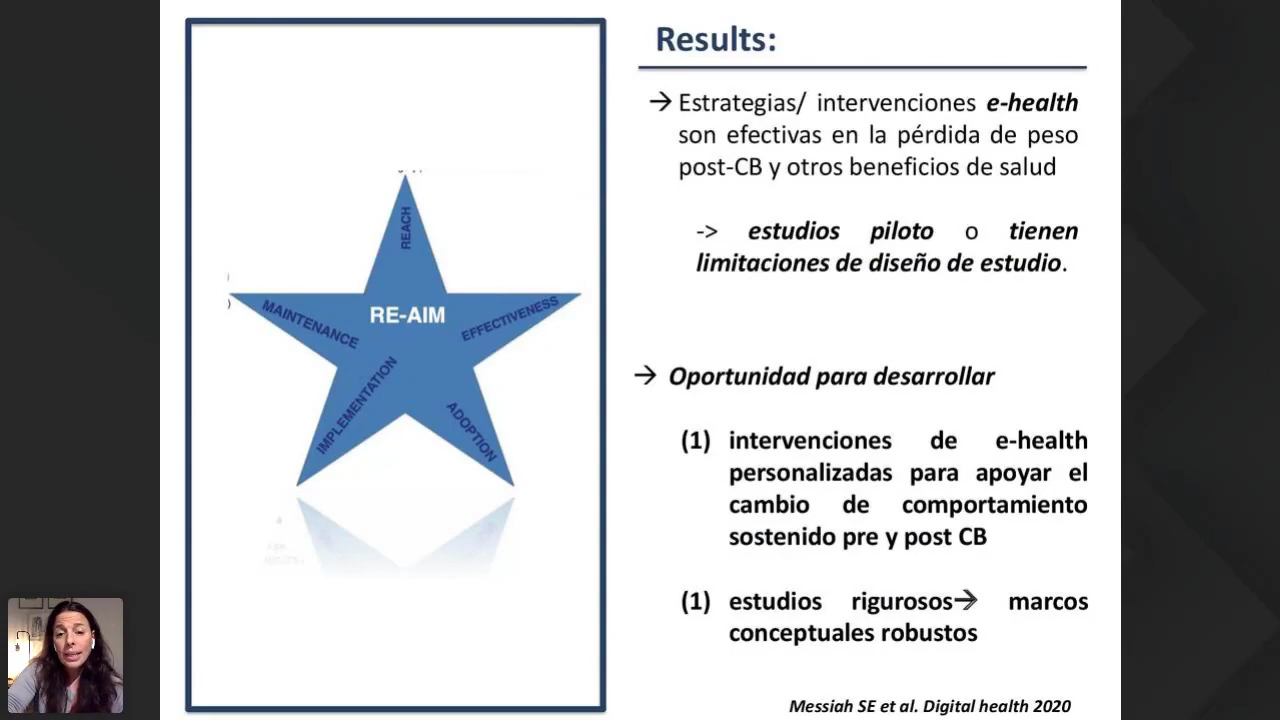 Results:
→ Estrategias/ intervenciones e-health
son efectivas en la pérdida de peso
post-CB y otros beneficios de salud
-> estudios piloto o tienen
limitaciones de diseño de estudio.
→ Oportunidad para desarrollar
(1) intervenciones de e-health
personalizadas para apoyar el
cambio de comportamiento
sostenido pre y post CB
(1) estudios rigurosos→ marcos
conceptuales robustos
Messiah SE et al. Digital health 2020
REACH
RE-AIM
MAINTENANCE
EFFECTIVENESS
IMPLEMENTATION
ADOPTION